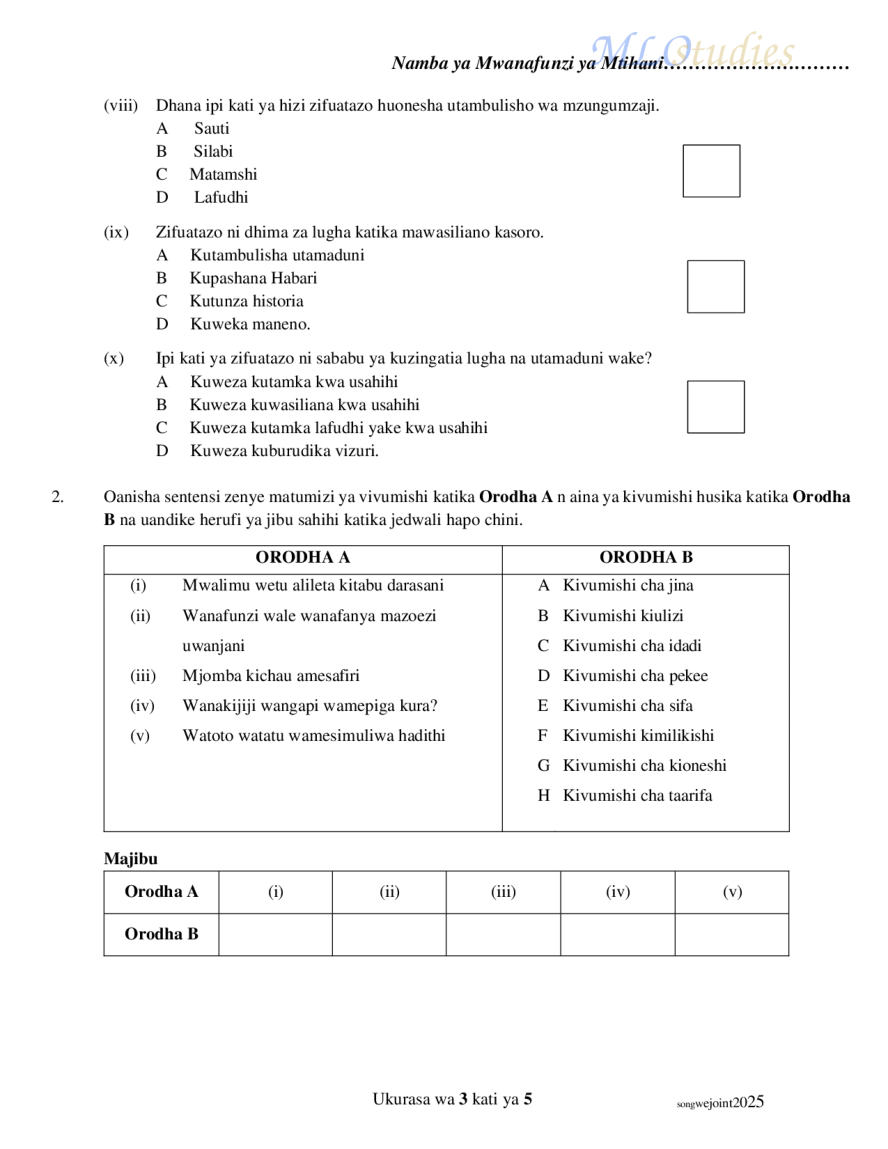 ML Studies
Namba ya Mwanafunzi ya Mtihani……………………………
(viii) Dhana ipi kati ya hizi zifuatazo huonesha utambulisho wa mzungumzaji.
A Sauti
B Silabi
C Matamshi
D Lafudhi
(ix) Zifuatazo ni dhima za lugha katika mawasiliano kasoro.
A Kutambulisha utamaduni
B Kupashana Habari
C Kutunza historia
D Kuweka maneno.
(x) Ipi kati ya zifuatazo ni sababu ya kuzingatia lugha na utamaduni wake?
A Kuweza kutamka kwa usahihi
B Kuweza kuwasiliana kwa usahihi
C Kuweza kutamka lafudhi yake kwa usahihi
D Kuweza kuburudika vizuri.
2. Oanisha sentensi zenye matumizi ya vivumishi katika Orodha A n aina ya kivumishi husika katika Orodha
B na uandike herufi ya jibu sahihi katika jedwali hapo chini.
ORODHA A ORODHA B
(i) Mwalimu wetu alileta kitabu darasani A Kivumishi cha jina
(ii) Wanafunzi wale wanafanya mazoezi B Kivumishi kiulizi
uwanjani C Kivumishi cha idadi
(iii) Mjomba kichau amesafiri D Kivumishi cha pekee
(iv) Wanakijiji wangapi wamepiga kura? E Kivumishi cha sifa
(v) Watoto watatu wamesimuliwa hadithi F Kivumishi kimilikishi
G Kivumishi cha kioneshi
H Kivumishi cha taarifa
Majibu
Orodha A (i) (ii) (iii) (iv) (v)
Orodha B
Ukurasa wa 3 kati ya 5
songwejoint2025